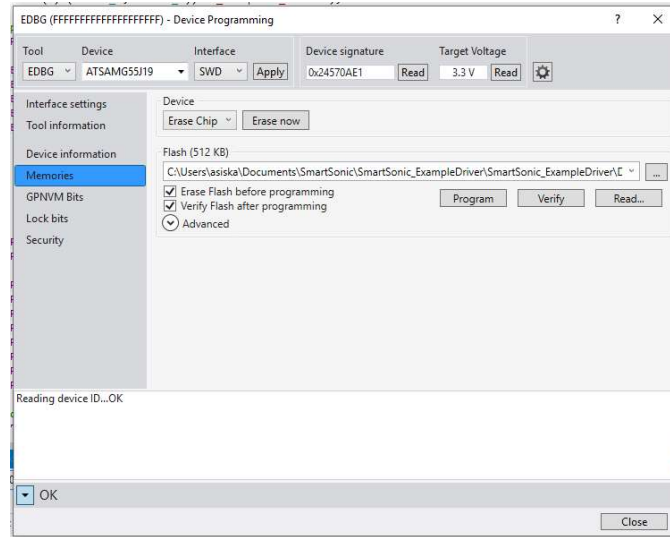 EDBG (FFFFFFFFFFFFFFFFFFFF) - Device Programming ? X
Tool Device Interface Device signature Target Voltage
EDBG ATSAMG55J19 SWD Apply 0x24570AE1 Read 3.3 V Read
Interface settings
Tool information
Device information
Memories
GPNVM Bits
Lock bits
Security
Device
Erase Chip Erase now
Flash (512 KB)
C:\Users\asiska\Documents\SmartSonic\SmartSonic_ExampleDriver\SmartSonic_ExampleDriver\D ...
Erase Flash before programming
Verify Flash after programming
Program Verify Read...
Advanced
Reading device ID...OK
OK
Close